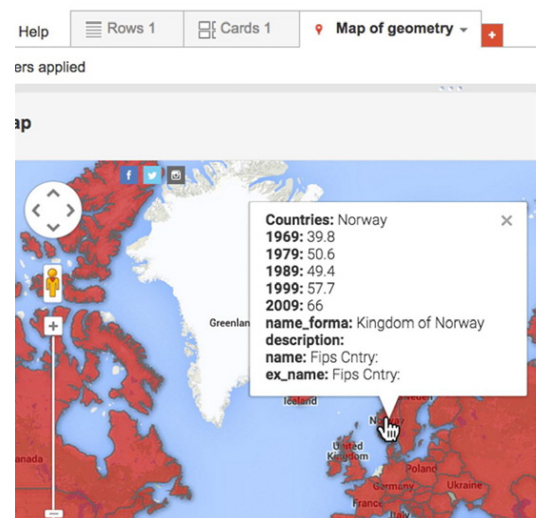 Help
Rows 1
Cards 1
Map of geometry
+
ers applied
ap
Countries: Norway
1969: 39.8
1979: 50.6
1989: 49.4
1999: 57.7
2009: 66
name_forma: Kingdom of Norway
description:
name: Fips Cntry:
ex_name: Fips Cntry:
Greenlan
Iceland
United
Kingdom
Poland
Germany
Ukraine
France
Italy
anada